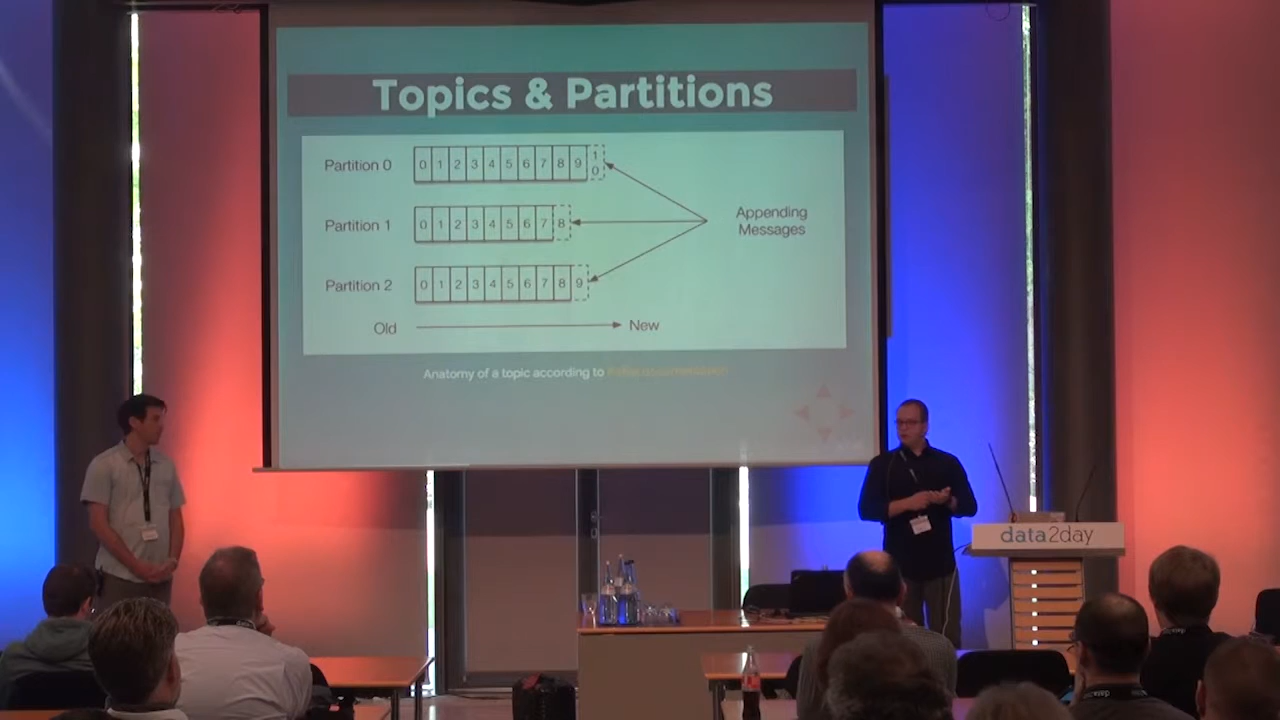 Topics & Partitions
Partition 0 0 1 2 3 4 5 6 7 8 9 10
Partition 1 0 1 2 3 4 5 6 7 8
Appending
Messages
Partition 2 0 1 2 3 4 5 6 7 8 9
Old New
Anatomy of a topic according to
data2day